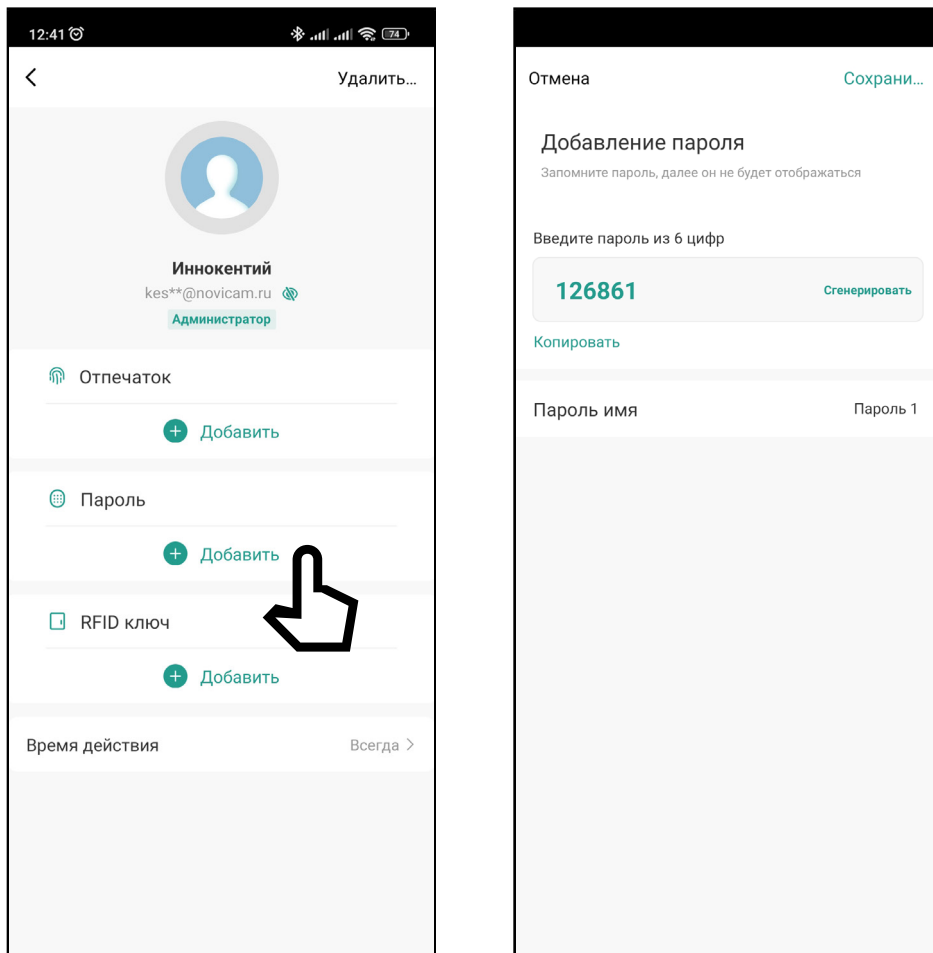 12:41
74
Удалить...
Иннокентий
kes**@novicam.ru
Администратор
Отпечаток
Добавить
Пароль
Добавить
RFID ключ
Добавить
Время действия
Всегда
Отмена
Сохрани...
Добавление пароля
Запомните пароль, далее он не будет отображаться
Введите пароль из 6 цифр
126861
Сгенерировать
Копировать
Пароль имя
Пароль 1